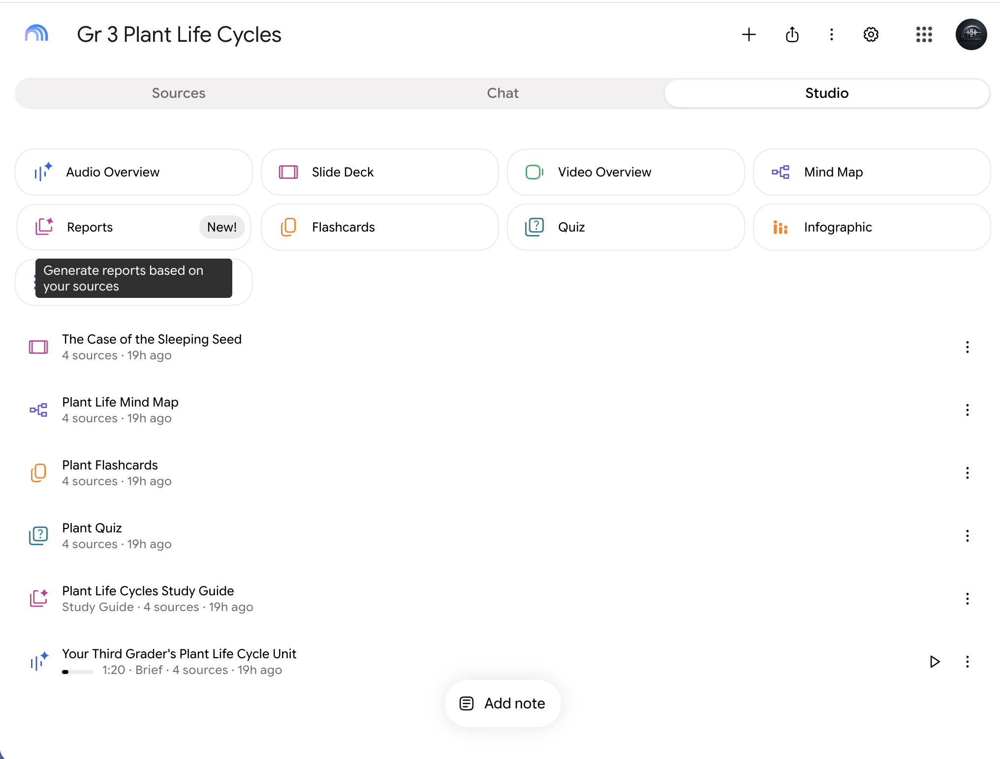 Gr 3 Plant Life Cycles
Sources
Chat
Studio
Audio Overview
Slide Deck
Video Overview
Mind Map
Reports
New!
Flashcards
Quiz
Infographic
Generate reports based on
your sources
The Case of the Sleeping Seed
4 sources · 19h ago
Plant Life Mind Map
4 sources · 19h ago
Plant Flashcards
4 sources · 19h ago
Plant Quiz
4 sources · 19h ago
Plant Life Cycles Study Guide
Study Guide · 4 sources · 19h ago
Your Third Grader's Plant Life Cycle Unit
1:20 · Brief · 4 sources · 19h ago
Add note